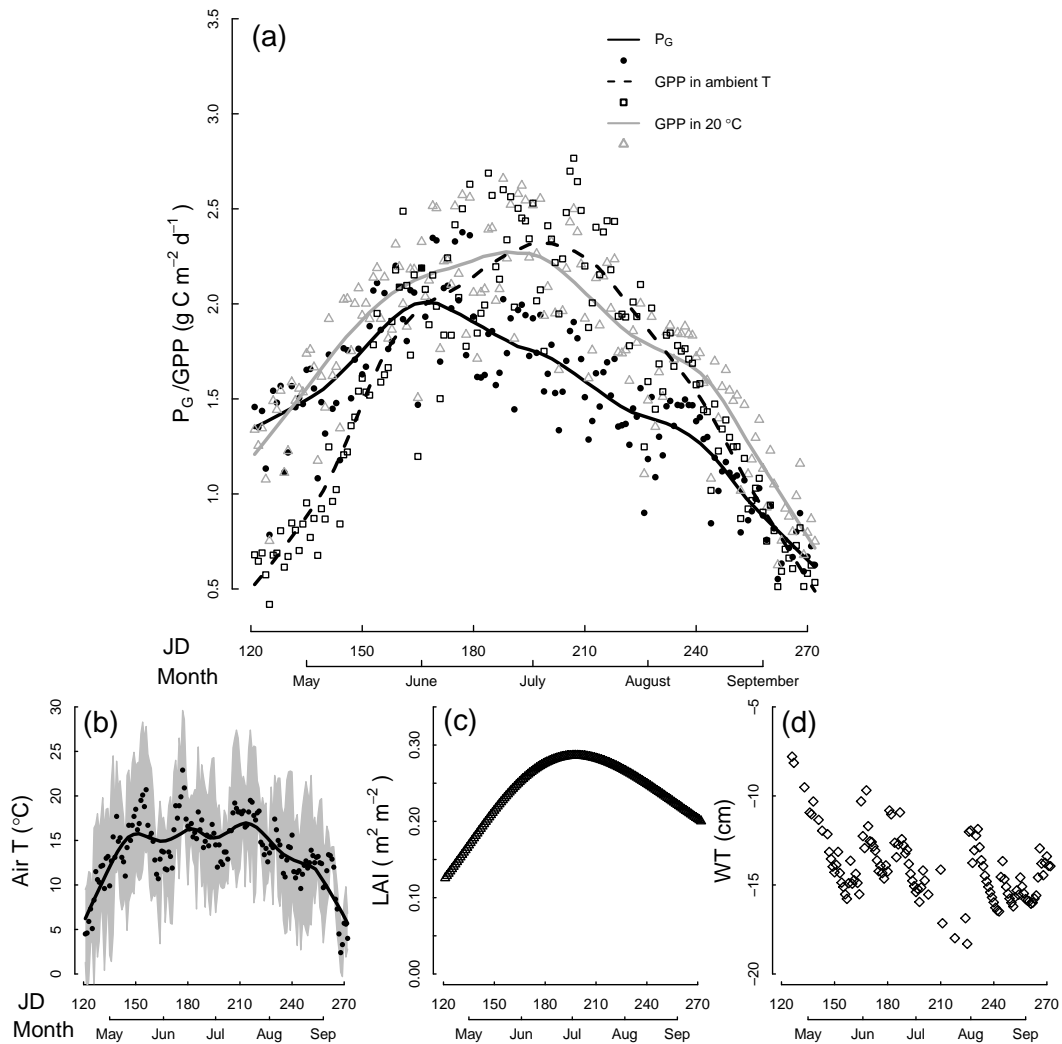 (a)
P_G
GPP in ambient T
GPP in 20 °C
P_G /GPP (g C m⁻² d⁻¹)
3.5
3.0
2.5
2.0
1.5
1.0
0.5
JD
120 150 180 210 240 270
Month
May June July August September
(b)
Air T (°C)
30
25
20
15
10
5
0
JD
120 150 180 210 240 270
Month
May Jun Jul Aug Sep
(c)
LAI ( m² m⁻²)
0.30
0.20
0.10
0.00
120 150 180 210 240 270
May Jun Jul Aug Sep
(d)
WT (cm)
−5
−10
−15
−20
120 150 180 210 240 270
May Jun Jul Aug Sep